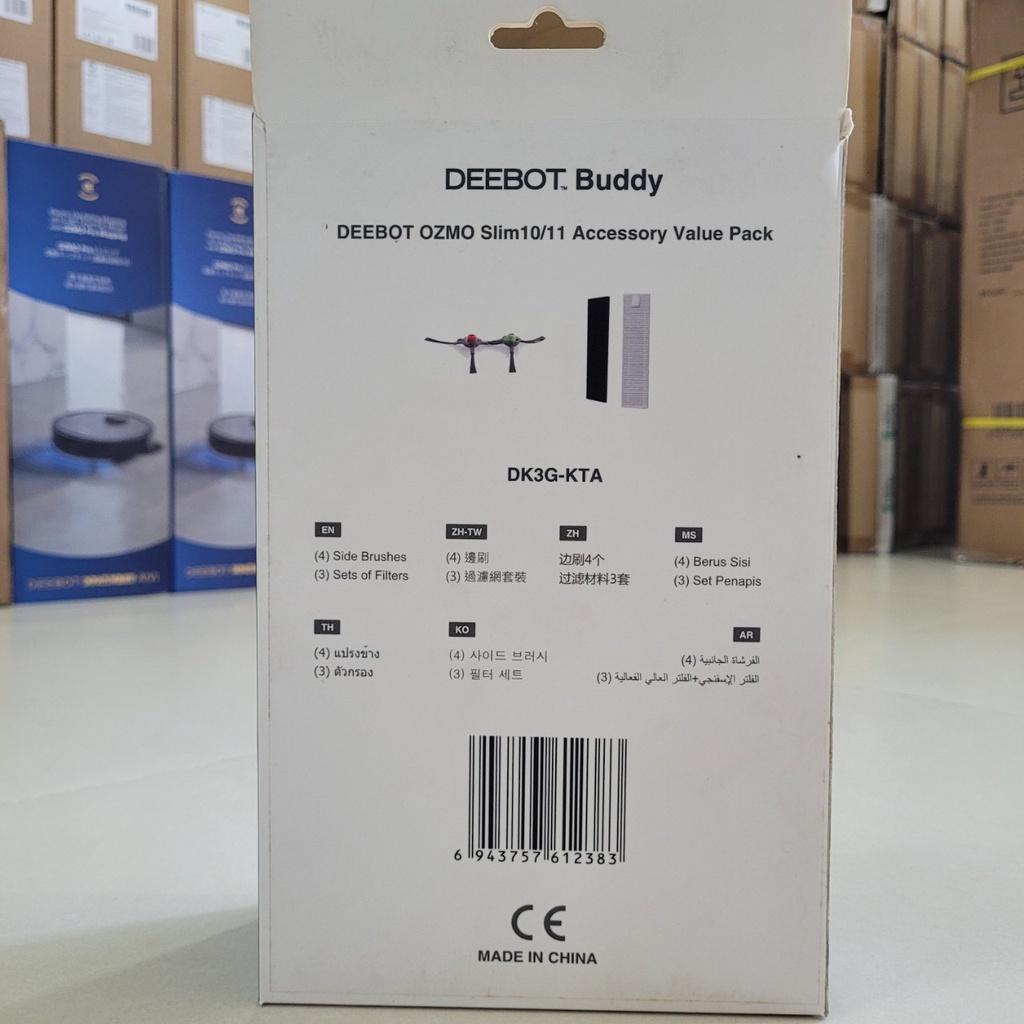 DEEBOT™ Buddy
DEEBOT OZMO Slim10/11 Accessory Value Pack
DK3G-KTA
EN
(4) Side Brushes
(3) Sets of Filters
ZH-TW
(4) 邊刷
(3) 過濾網套裝
ZH
边刷4个
过滤材料3套
MS
(4) Berus Sisi
(3) Set Penapis
TH
(4) แปรงข้าง
(3) ตัวกรอง
KO
(4) 사이드 브러시
(3) 필터 세트
AR
الفرشاة الجانبية (4)
الفلتر الإسفنجي+الفلتر العالي الفعالية (3)
6 943757 612383
CE
MADE IN CHINA
DEEBOT